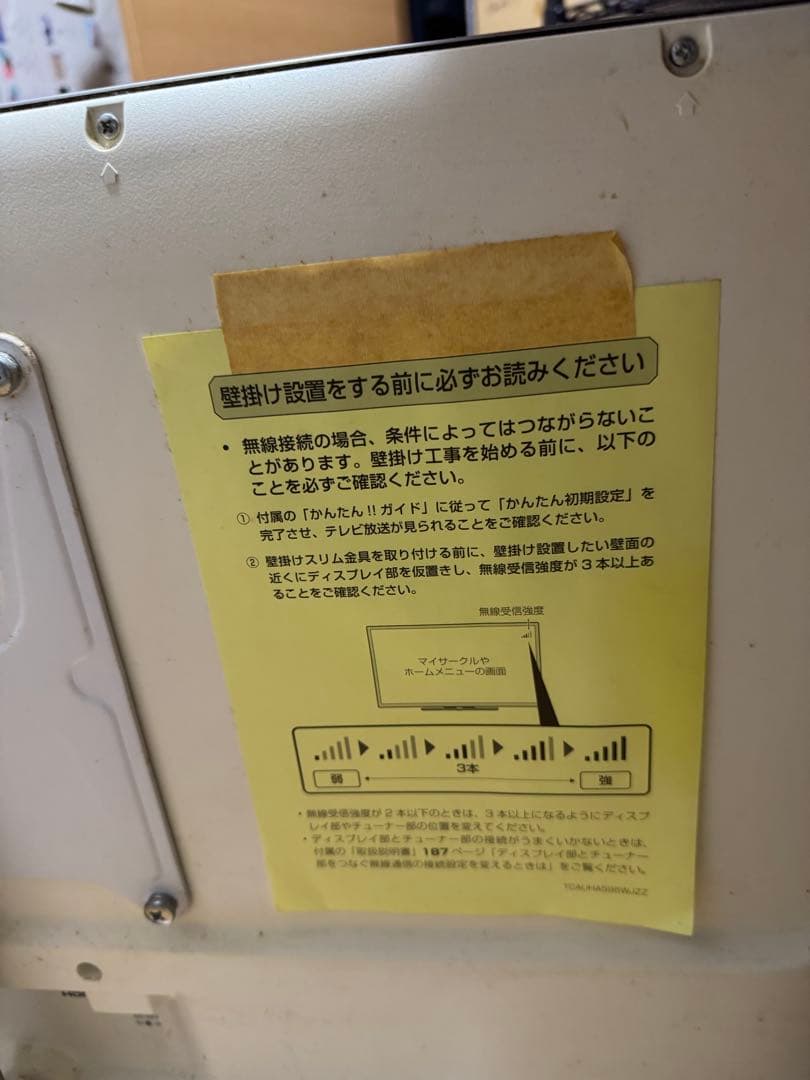 壁掛け設置をする前に必ずお読みください
• 無線接続の場合、条件によってはつながらないこ
とがあります。壁掛け工事を始める前に、以下の
ことを必ずご確認ください。
① 付属の「かんたん!!ガイド」に従って「かんたん初期設定」を
完了させ、テレビ放送が見られることをご確認ください。
② 壁掛けスリム金具を取り付ける前に、壁掛け設置したい壁面の
近くにディスプレイ部を仮置きし、無線受信強度が3本以上あ
ることをご確認ください。
無線受信強度
マイサークルや
ホームメニューの画面
3本
弱
強
・無線受信強度が2本以下のときは、3本以上になるようにディスプ
レイ部やチューナー部の位置を変えてください。
・ディスプレイ部とチューナー部の接続がうまくいかないときは、
付属の「取扱説明書」187ページ「ディスプレイ部とチューナー
部をつなぐ無線通信の接続設定を変えるときは」をご覧ください。